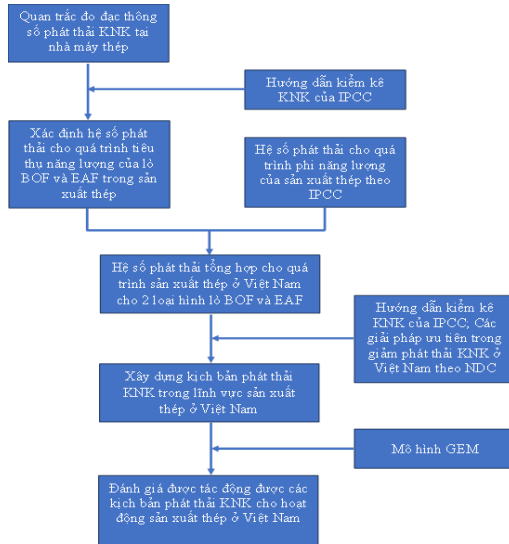 Quan trắc đo đạc thông
số phát thải KNK tại
nhà máy thép
Hướng dẫn kiểm kê
KNK của IPCC
Xác định hệ số phát
thải cho quá trình tiêu
thụ năng lượng của lò
BOF và EAF trong sản
xuất thép
Hệ số phát thải cho quá
trình phi năng lượng
của sản xuất thép theo
IPCC
Hệ số phát thải tổng hợp cho quá
trình sản xuất thép ở Việt Nam
cho 2 loại hình lò BOF và EAF
Hướng dẫn kiểm kê
KNK của IPCC, Các
giải pháp ưu tiên trong
giảm phát thải KNK ở
Việt Nam theo NDC
Xây dựng kịch bản phát thải
KNK trong lĩnh vực sản xuất
thép ở Việt Nam
Mô hình GEM
Đánh giá được tác động được các
kịch bản phát thải KNK cho hoạt
động sản xuất thép ở Việt Nam